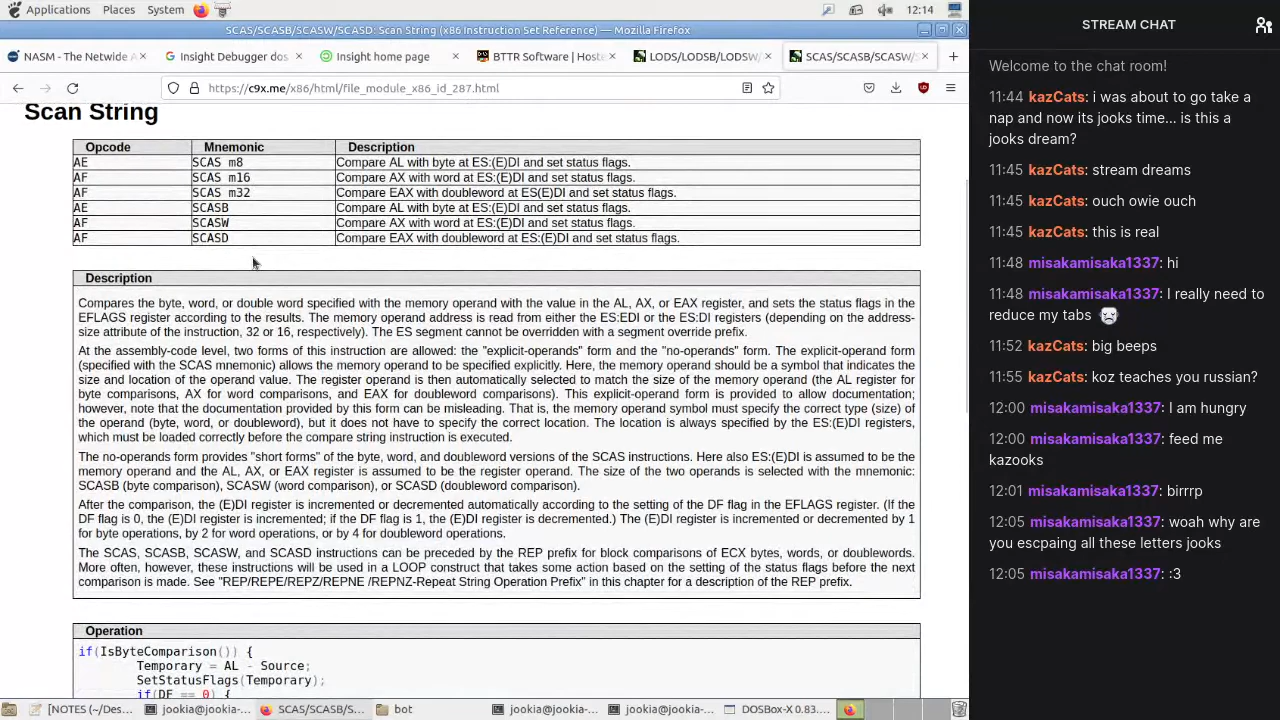 Applications Places System 12:14
SCAS/SCASB/SCASW/SCASD: Scan String (x86 Instruction Set Reference) — Mozilla Firefox
NASM - The Netwide A Insight Debugger dos Insight home page BTTR Software | Hoste LODS/LODSB/LODSW/ SCAS/SCASB/SCASW/S
https://c9x.me/x86/html/file_module_x86_id_287.html
Scan String
Opcode Mnemonic Description
AE SCAS m8 Compare AL with byte at ES:(E)DI and set status flags.
AF SCAS m16 Compare AX with word at ES:(E)DI and set status flags.
AF SCAS m32 Compare EAX with doubleword at ES(E)DI and set status flags.
AE SCASB Compare AL with byte at ES:(E)DI and set status flags.
AF SCASW Compare AX with word at ES:(E)DI and set status flags.
AF SCASD Compare EAX with doubleword at ES:(E)DI and set status flags.
Description
Compares the byte, word, or double word specified with the memory operand with the value in the AL, AX, or EAX register, and sets the status flags in the
EFLAGS register according to the results. The memory operand address is read from either the ES:EDI or the ES:DI registers (depending on the address-
size attribute of the instruction, 32 or 16, respectively). The ES segment cannot be overridden with a segment override prefix.
At the assembly-code level, two forms of this instruction are allowed: the "explicit-operands" form and the "no-operands" form. The explicit-operand form
(specified with the SCAS mnemonic) allows the memory operand to be specified explicitly. Here, the memory operand should be a symbol that indicates the
size and location of the operand value. The register operand is then automatically selected to match the size of the memory operand (the AL register for
byte comparisons, AX for word comparisons, and EAX for doubleword comparisons). This explicit-operand form is provided to allow documentation;
however, note that the documentation provided by this form can be misleading. That is, the memory operand symbol must specify the correct type (size) of
the operand (byte, word, or doubleword), but it does not have to specify the correct location. The location is always specified by the ES:(E)DI registers,
which must be loaded correctly before the compare string instruction is executed.
The no-operands form provides "short forms" of the byte, word, and doubleword versions of the SCAS instructions. Here also ES:(E)DI is assumed to be the
memory operand and the AL, AX, or EAX register is assumed to be the register operand. The size of the two operands is selected with the mnemonic:
SCASB (byte comparison), SCASW (word comparison), or SCASD (doubleword comparison).
After the comparison, the (E)DI register is incremented or decremented automatically according to the setting of the DF flag in the EFLAGS register. (If the
DF flag is 0, the (E)DI register is incremented; if the DF flag is 1, the (E)DI register is decremented.) The (E)DI register is incremented or decremented by 1
for byte operations, by 2 for word operations, or by 4 for doubleword operations.
The SCAS, SCASB, SCASW, and SCASD instructions can be preceded by the REP prefix for block comparisons of ECX bytes, words, or doublewords.
More often, however, these instructions will be used in a LOOP construct that takes some action based on the setting of the status flags before the next
comparison is made. See "REP/REPE/REPZ/REPNE /REPNZ-Repeat String Operation Prefix" in this chapter for a description of the REP prefix.
Operation
if(IsByteComparison()) {
Temporary = AL - Source;
SetStatusFlags(Temporary);
if(DF == 0) {
[NOTES (~/Des... jookia@jookia-... SCAS/SCASB/S... bot jookia@jookia-... jookia@jookia-... DOSBox-X 0.83....
STREAM CHAT
Welcome to the chat room!
11:44 kazCats: i was about to go take a
nap and now its jooks time... is this a
jooks dream?
11:45 kazCats: stream dreams
11:45 kazCats: ouch owie ouch
11:45 kazCats: this is real
11:48 misakamisaka1337: hi
11:48 misakamisaka1337: I really need to
reduce my tabs
11:52 kazCats: big beeps
11:55 kazCats: koz teaches you russian?
12:00 misakamisaka1337: I am hungry
12:00 misakamisaka1337: feed me
kazooks
12:01 misakamisaka1337: birrrp
12:05 misakamisaka1337: woah why are
you escpaing all these letters jooks
12:05 misakamisaka1337: :3